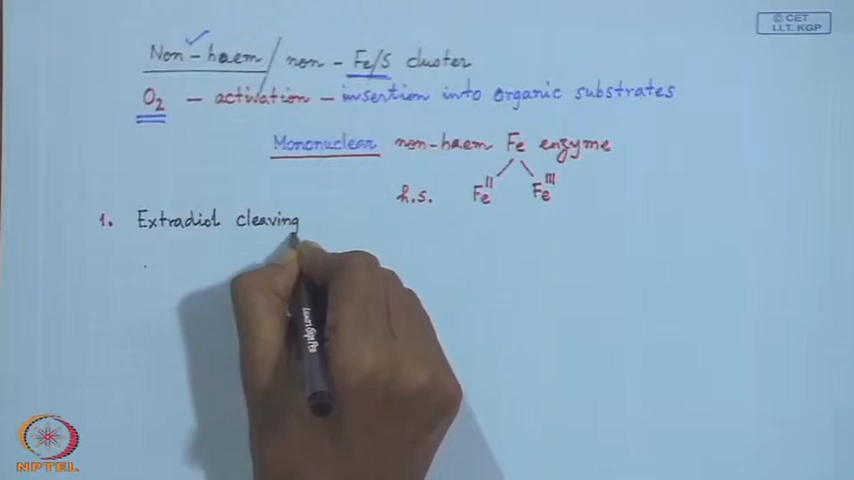 © CET
I.I.T. KGP
Non-haem / non-Fe/S cluster
O2 – activation – insertion into organic substrates
Mononuclear non-haem Fe enzyme
h.s. Fe^II Fe^III
1. Extradiol cleaving
NPTEL